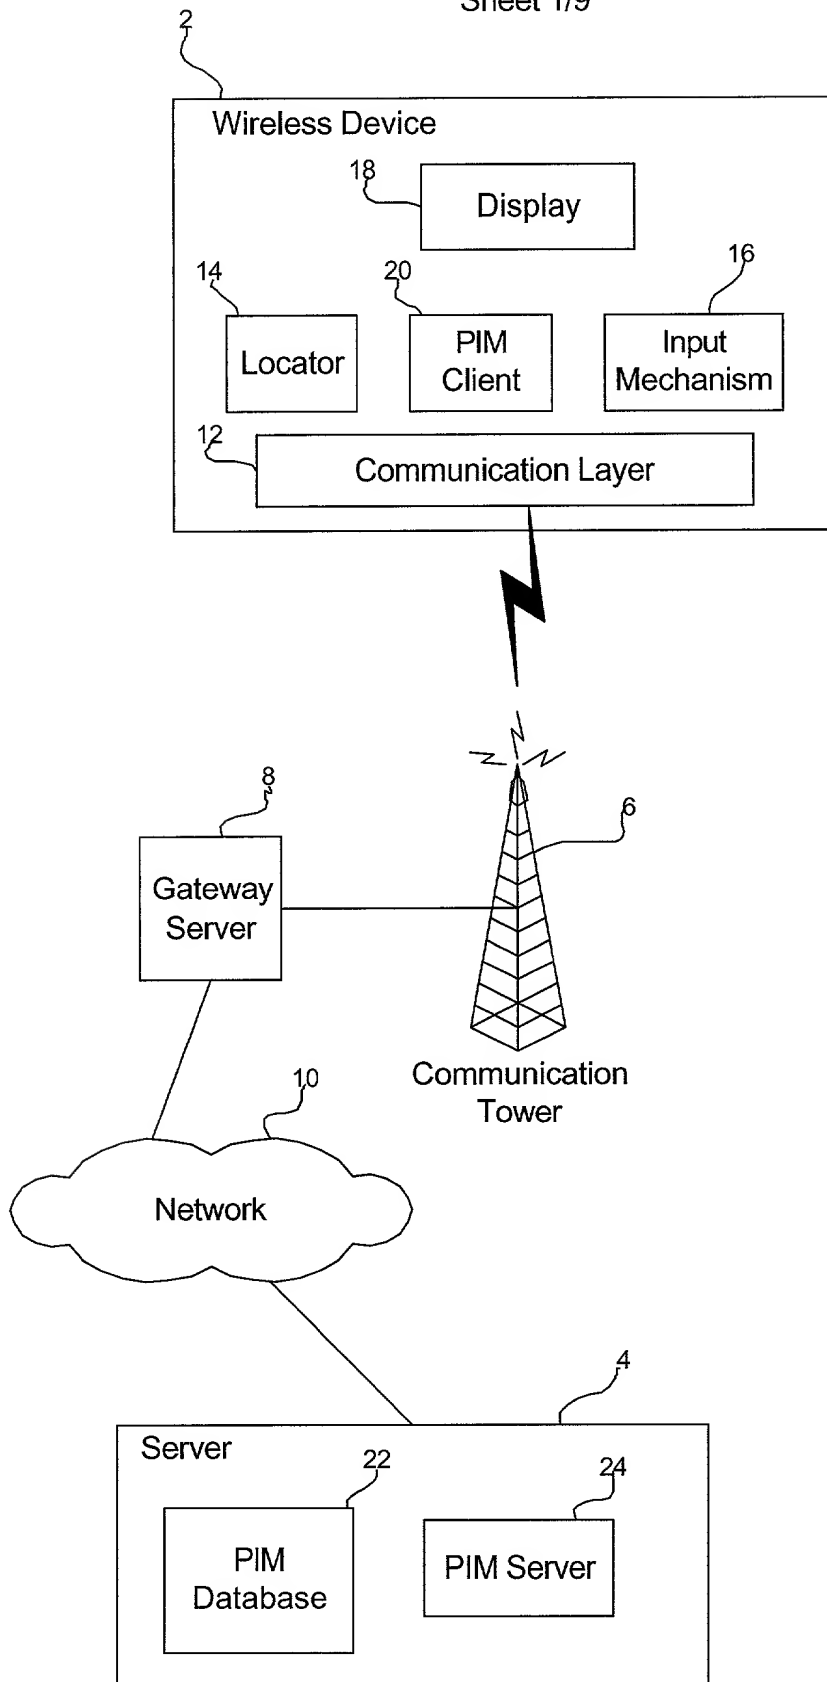 Sheet 1/9
2
Wireless Device
18
Display
14
20
16
Locator
PIM
Client
Input
Mechanism
12
Communication Layer
8
6
Gateway
Server
Communication
Tower
10
Network
4
Server
22
24
PIM
Database
PIM Server